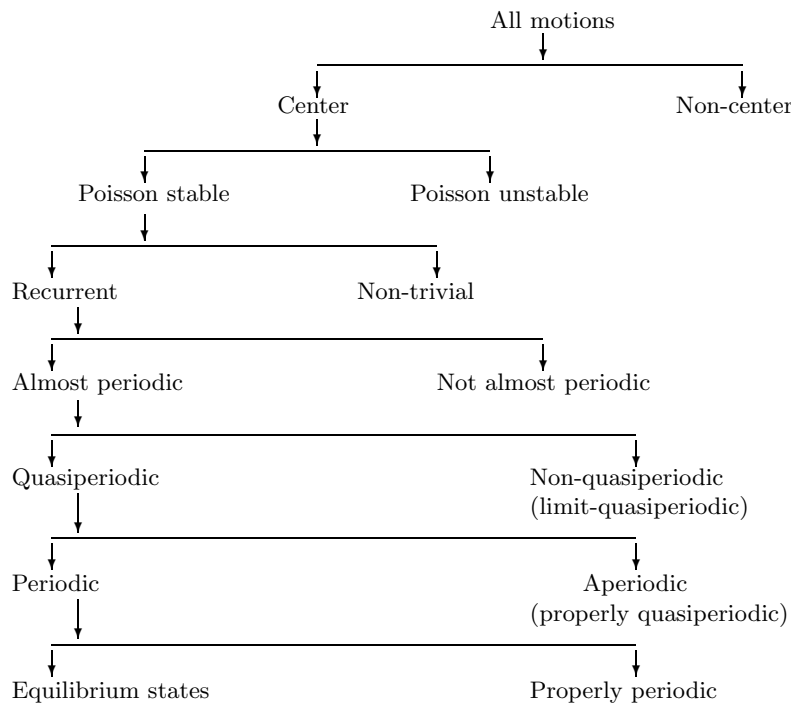 All motions
Center
Non-center
Poisson stable
Poisson unstable
Recurrent
Non-trivial
Almost periodic
Not almost periodic
Quasiperiodic
Non-quasiperiodic
(limit-quasiperiodic)
Periodic
Aperiodic
(properly quasiperiodic)
Equilibrium states
Properly periodic